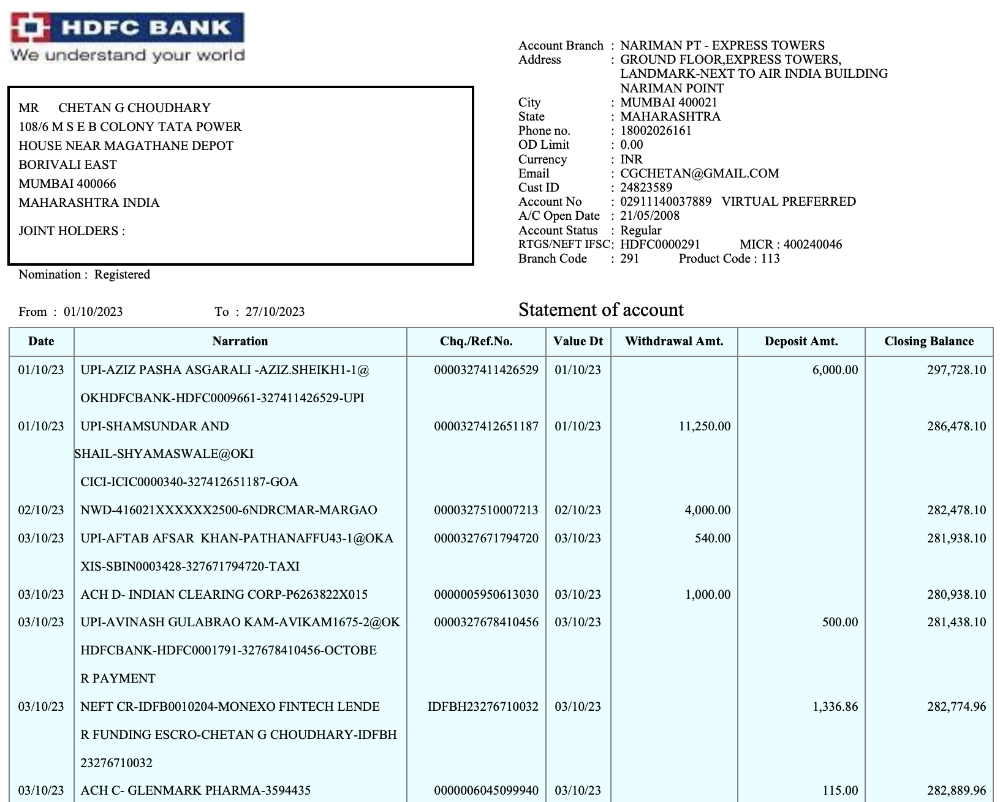 HDFC BANK
We understand your world
MR CHETAN G CHOUDHARY
108/6 M S E B COLONY TATA POWER
HOUSE NEAR MAGATHANE DEPOT
BORIVALI EAST
MUMBAI 400066
MAHARASHTRA INDIA
JOINT HOLDERS :
Nomination : Registered
From : 01/10/2023 To : 27/10/2023
Account Branch : NARIMAN PT - EXPRESS TOWERS
Address : GROUND FLOOR,EXPRESS TOWERS,
LANDMARK-NEXT TO AIR INDIA BUILDING
NARIMAN POINT
City : MUMBAI 400021
State : MAHARASHTRA
Phone no. : 18002026161
OD Limit : 0.00
Currency : INR
Email : CGCHETAN@GMAIL.COM
Cust ID : 24823589
Account No : 02911140037889 VIRTUAL PREFERRED
A/C Open Date : 21/05/2008
Account Status : Regular
RTGS/NEFT IFSC: HDFC0000291 MICR : 400240046
Branch Code : 291 Product Code : 113
Statement of account
Date Narration Chq./Ref.No. Value Dt Withdrawal Amt. Deposit Amt. Closing Balance
01/10/23 UPI-AZIZ PASHA ASGARALI -AZIZ.SHEIKH1-1@ 0000327411426529 01/10/23 6,000.00 297,728.10
OKHDFCBANK-HDFC0009661-327411426529-UPI
01/10/23 UPI-SHAMSUNDAR AND 0000327412651187 01/10/23 11,250.00 286,478.10
SHAIL-SHYAMASWALE@OKI
CICI-ICIC0000340-327412651187-GOA
02/10/23 NWD-416021XXXXXX2500-6NDRCMAR-MARGAO 0000327510007213 02/10/23 4,000.00 282,478.10
03/10/23 UPI-AFTAB AFSAR KHAN-PATHANAFFU43-1@OKA 0000327671794720 03/10/23 540.00 281,938.10
XIS-SBIN0003428-327671794720-TAXI
03/10/23 ACH D- INDIAN CLEARING CORP-P6263822X015 0000005950613030 03/10/23 1,000.00 280,938.10
03/10/23 UPI-AVINASH GULABRAO KAM-AVIKAM1675-2@OK 0000327678410456 03/10/23 500.00 281,438.10
HDFCBANK-HDFC0001791-327678410456-OCTOBE
R PAYMENT
03/10/23 NEFT CR-IDFB0010204-MONEXO FINTECH LENDE IDFBH23276710032 03/10/23 1,336.86 282,774.96
R FUNDING ESCRO-CHETAN G CHOUDHARY-IDFBH
23276710032
03/10/23 ACH C- GLENMARK PHARMA-3594435 0000006045099940 03/10/23 115.00 282,889.96